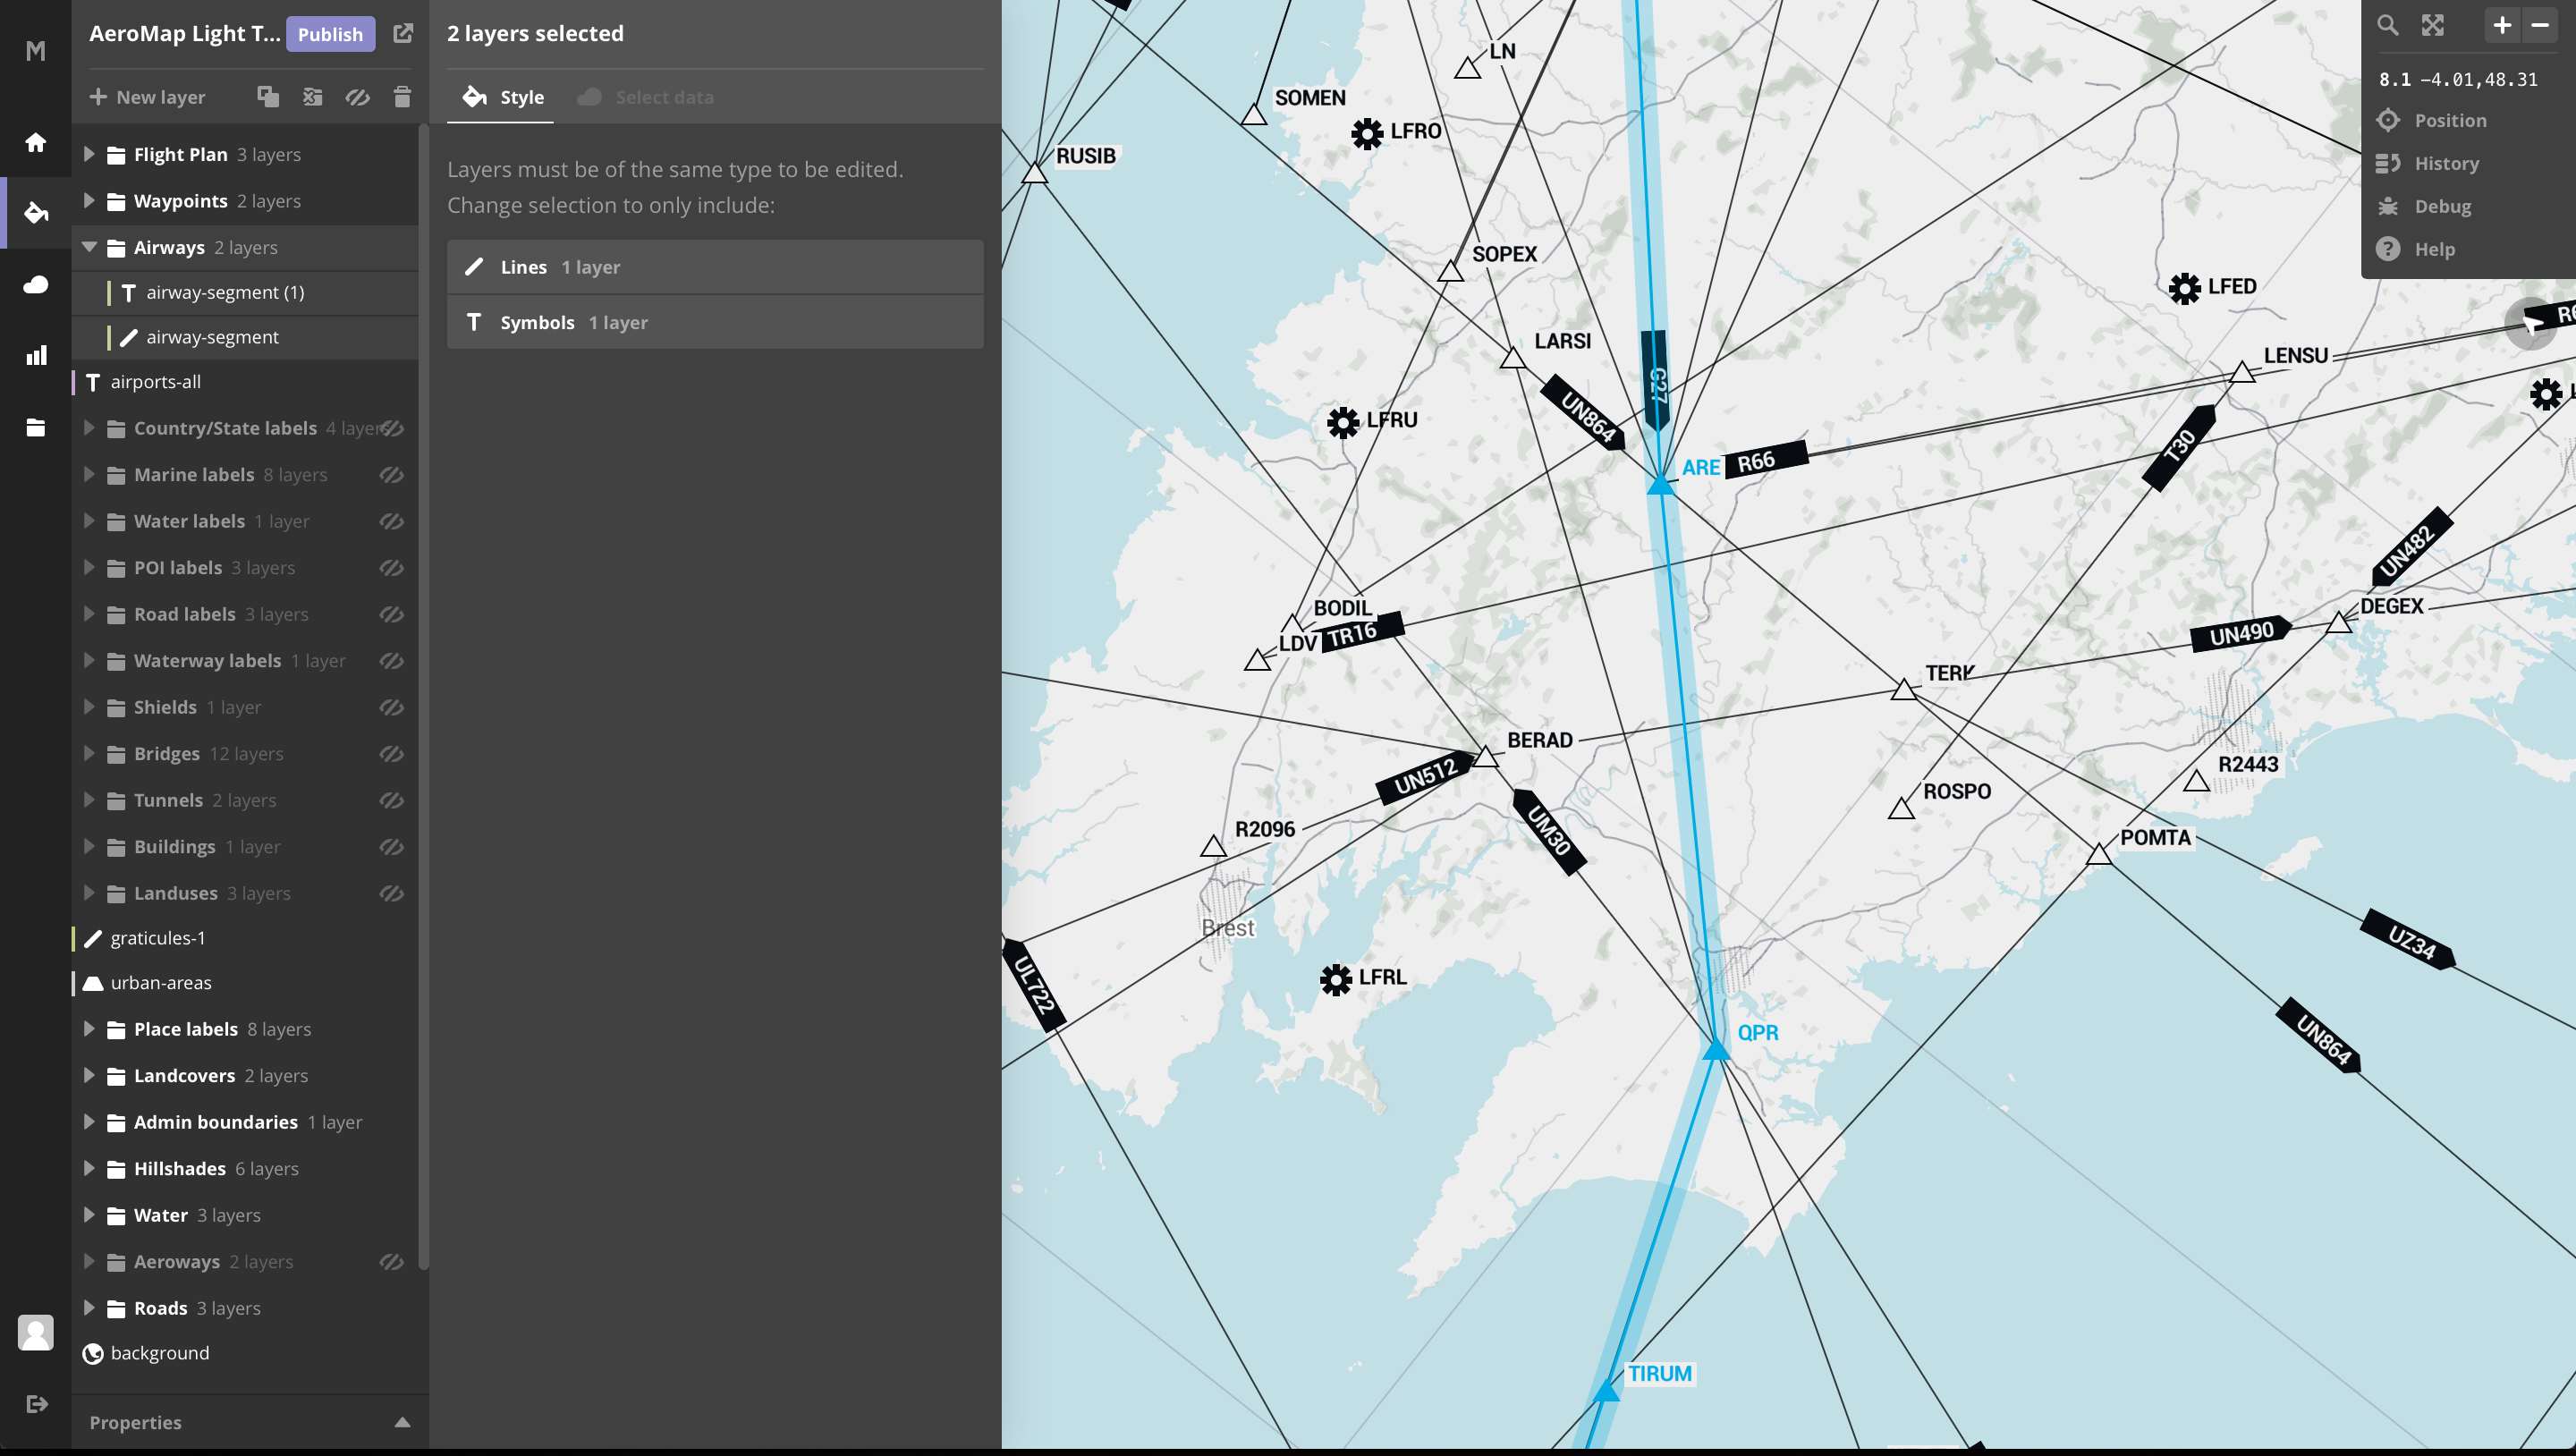 M
AeroMap Light T...
Publish
New layer
Flight Plan 3 layers
Waypoints 2 layers
Airways 2 layers
airway-segment (1)
airway-segment
airports-all
Country/State labels 4 layer
Marine labels 8 layers
Water labels 1 layer
POI labels 3 layers
Road labels 3 layers
Waterway labels 1 layer
Shields 1 layer
Bridges 12 layers
Tunnels 2 layers
Buildings 1 layer
Landuses 3 layers
graticules-1
urban-areas
Place labels 8 layers
Landcovers 2 layers
Admin boundaries 1 layer
Hillshades 6 layers
Water 3 layers
Aeroways 2 layers
Roads 3 layers
background
Properties
2 layers selected
Style
Select data
Layers must be of the same type to be edited.
Change selection to only include:
Lines 1 layer
T Symbols 1 layer
8.1 -4.01,48.31
Position
History
Debug
? Help
LN
SOMEN
LFRO
RUSIB
SOPEX
LFED
LARSI
LENSU
UN864
LFRU
ARE
R66
T30
UN482
BODIL
LDV
TR16
DEGEX
UN490
BERAD
UN512
UM30
R2443
ROSPO
R2096
POMTA
Brest
UZ34
UL722
LFRL
QPR
UN864
TIRUM